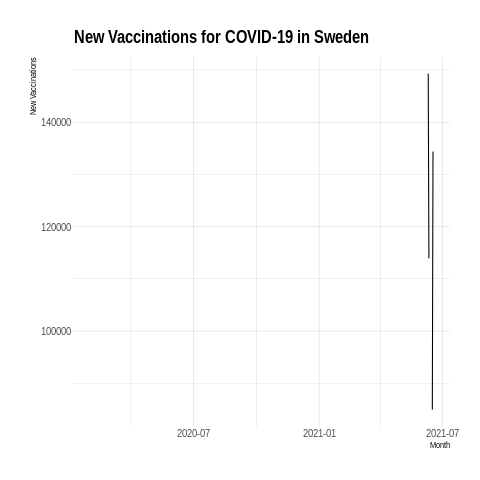 New Vaccinations for COVID-19 in Sweden
New Vaccinations
140000
120000
100000
2020-07
2021-01
2021-07
Month